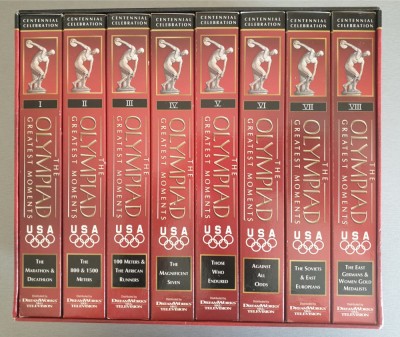 CENTENNIAL
CELEBRATION
I
THE
OLYMPIAD
GREATEST MOMENTS
USA
THE
MARATHON &
DECATHLON
DREAMWORKS
TELEVISION
CENTENNIAL
CELEBRATION
II
THE
OLYMPIAD
GREATEST MOMENTS
USA
THE
800 & 1500
METERS
DREAMWORKS
TELEVISION
CENTENNIAL
CELEBRATION
III
THE
OLYMPIAD
GREATEST MOMENTS
USA
100 METERS &
THE AFRICAN
RUNNERS
DREAMWORKS
TELEVISION
CENTENNIAL
CELEBRATION
IV
THE
OLYMPIAD
GREATEST MOMENTS
USA
THE
MAGNIFICENT
SEVEN
DREAMWORKS
TELEVISION
CENTENNIAL
CELEBRATION
V
THE
OLYMPIAD
GREATEST MOMENTS
USA
THOSE
WHO
ENDURED
DREAMWORKS
TELEVISION
CENTENNIAL
CELEBRATION
VI
THE
OLYMPIAD
GREATEST MOMENTS
USA
AGAINST
ALL
ODDS
DREAMWORKS
TELEVISION
CENTENNIAL
CELEBRATION
VII
THE
OLYMPIAD
GREATEST MOMENTS
USA
THE SOVIETS
& EAST
EUROPEANS
DREAMWORKS
TELEVISION
CENTENNIAL
CELEBRATION
VIII
THE
OLYMPIAD
GREATEST MOMENTS
USA
THE EAST
GERMANS &
WOMEN GOLD
MEDALISTS
DREAMWORKS
TELEVISION